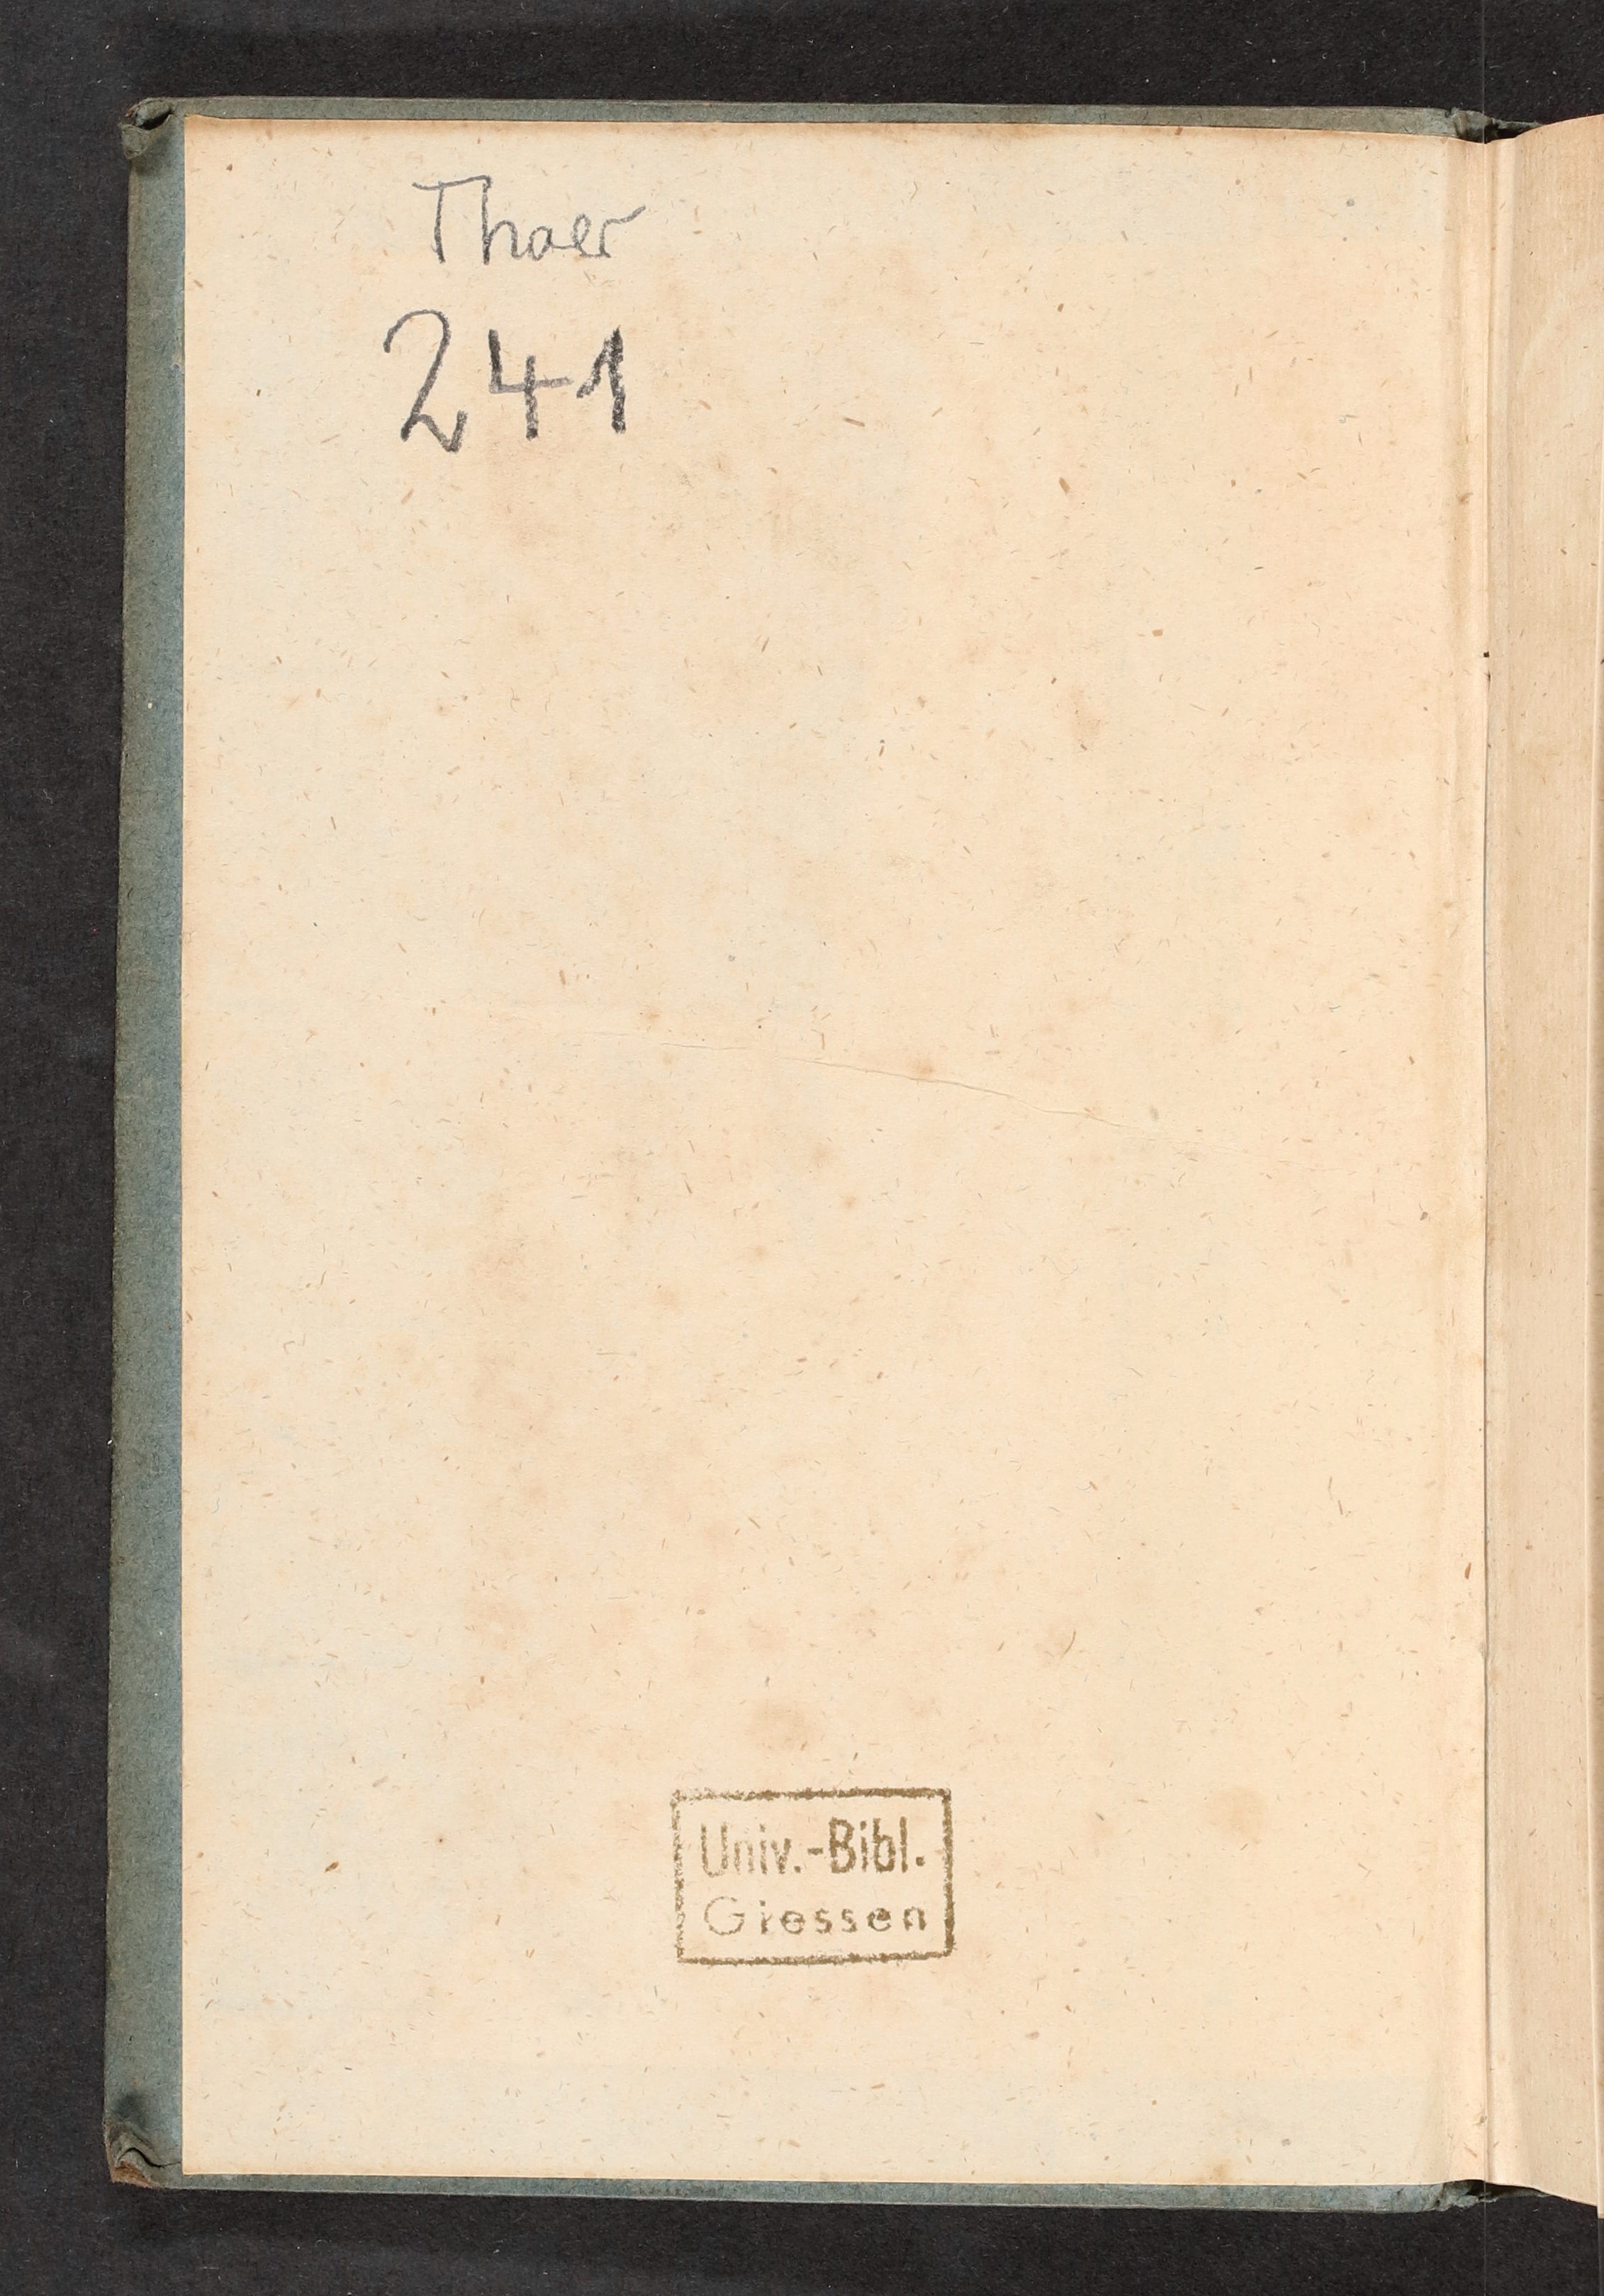 Thaer
241
Univ.-Bibl.
Giessen